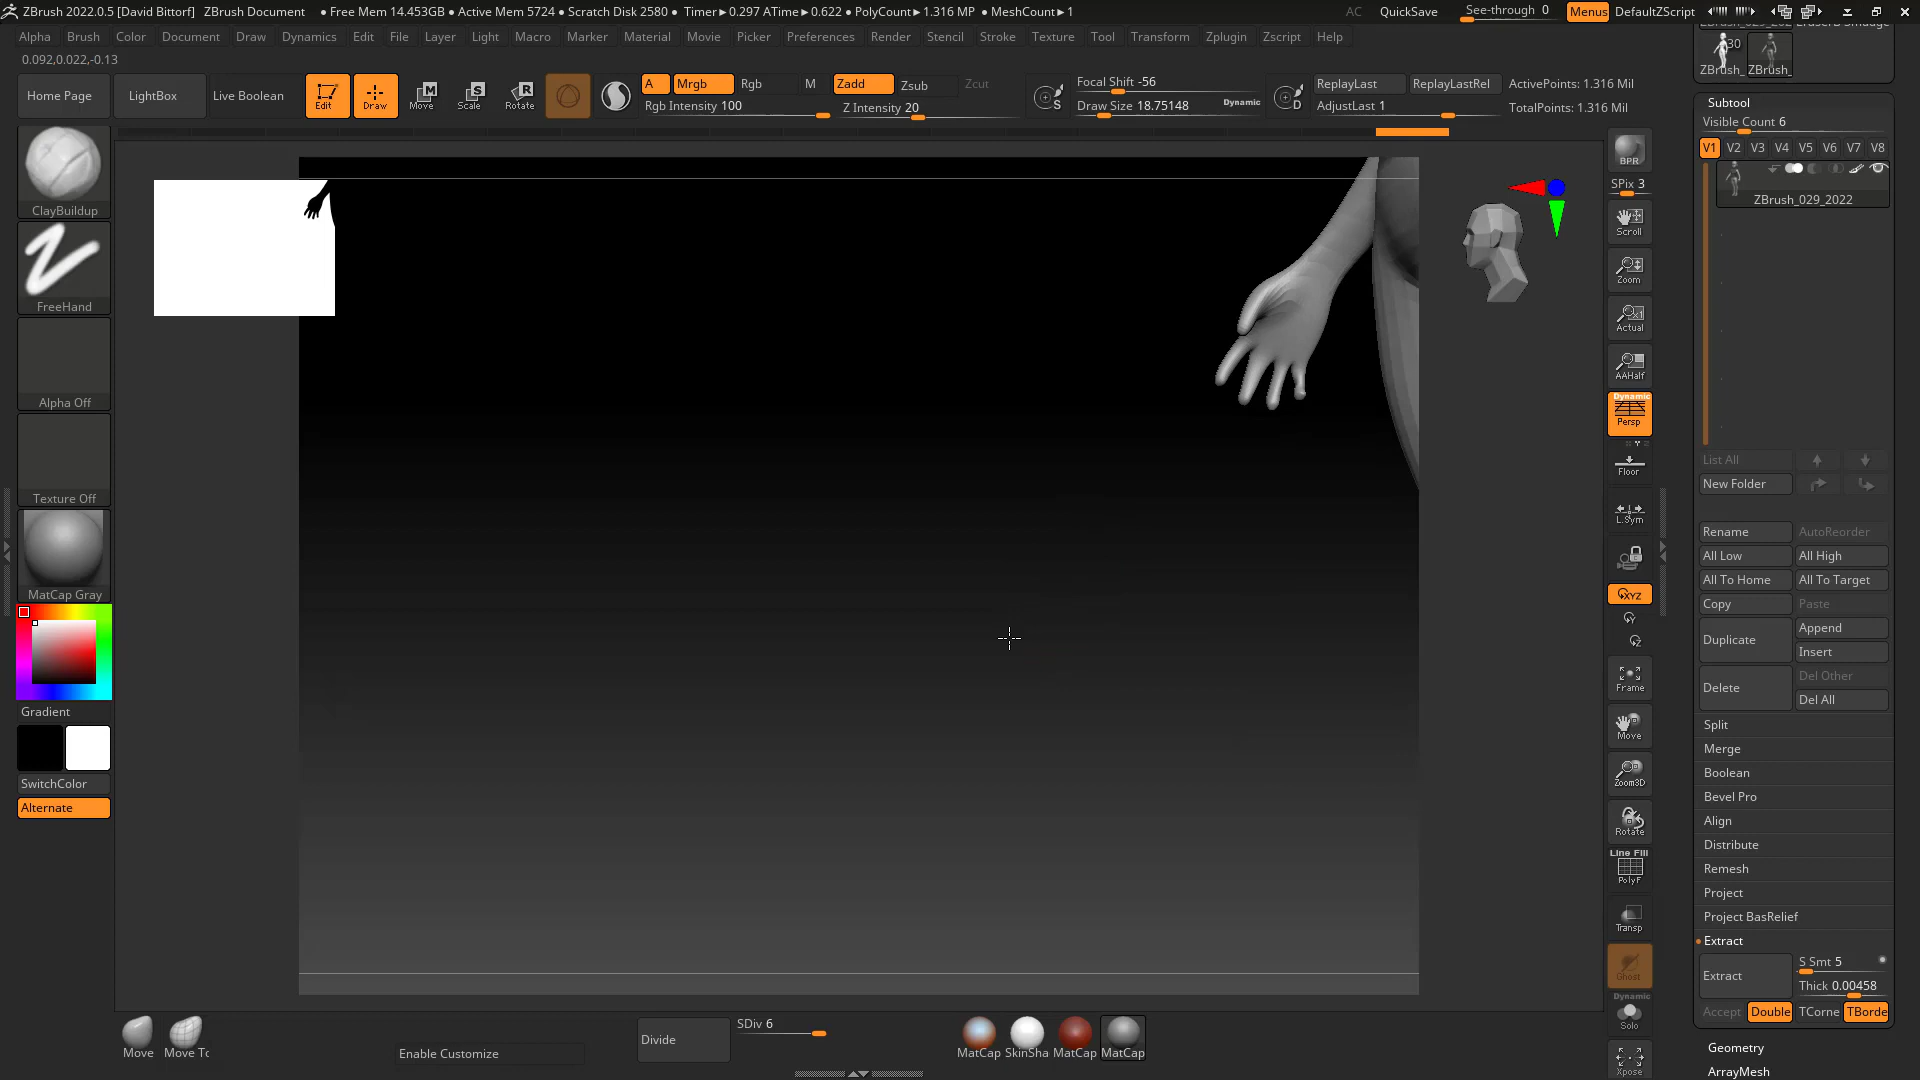 ZBrush 2022.0.5 [David Bittorf] ZBrush Document ● Free Mem 14.453GB ● Active Mem 5724 ● Scratch Disk 2580 ● Timer►0.297 ATime►0.622 ● PolyCount►1.316 MP ● MeshCount►1 AC QuickSave See-through 0 Menus DefaultZScript
Alpha Brush Color Document Draw Dynamics Edit File Layer Light Macro Marker Material Movie Picker Preferences Render Stencil Stroke Texture Tool Transform Zplugin Zscript Help
0.092,0.022,-0.13
Home Page LightBox Live Boolean Edit Draw Move Scale Rotate
M S R
A Mrgb Rgb M Zadd Zsub Zcut
Rgb Intensity 100 Z Intensity 20
S Focal Shift -56
Draw Size 18.75148 Dynamic
D ReplayLast ReplayLastRel ActivePoints: 1.316 Mil
AdjustLast 1 TotalPoints: 1.316 Mil
ClayBuildup
FreeHand
Alpha Off
Texture Off
MatCap Gray
Gradient
SwitchColor
Alternate
BPR
SPix 3
Scroll
Zoom
Actual
AAHalf
Dynamic
Persp
Floor
L.Sym
XYZ
Y
Z
Frame
Move
Zoom3D
Rotate
Line Fill
PolyF
Transp
Ghost
Dynamic
Solo
Xpose
30
ZBrush_ ZBrush_
Subtool
Visible Count 6
V1 V2 V3 V4 V5 V6 V7 V8
ZBrush_029_2022
List All
New Folder
Rename AutoReorder
All Low All High
All To Home All To Target
Copy Paste
Duplicate Append
Insert
Delete Del Other
Del All
Split
Merge
Boolean
Bevel Pro
Align
Distribute
Remesh
Project
Project BasRelief
Extract
Extract S Smt 5
Thick 0.00458
Accept Double TCorne TBorde
Geometry
ArrayMesh
Move Move Tc
Enable Customize
Divide
SDiv 6
MatCap SkinSha MatCap MatCap